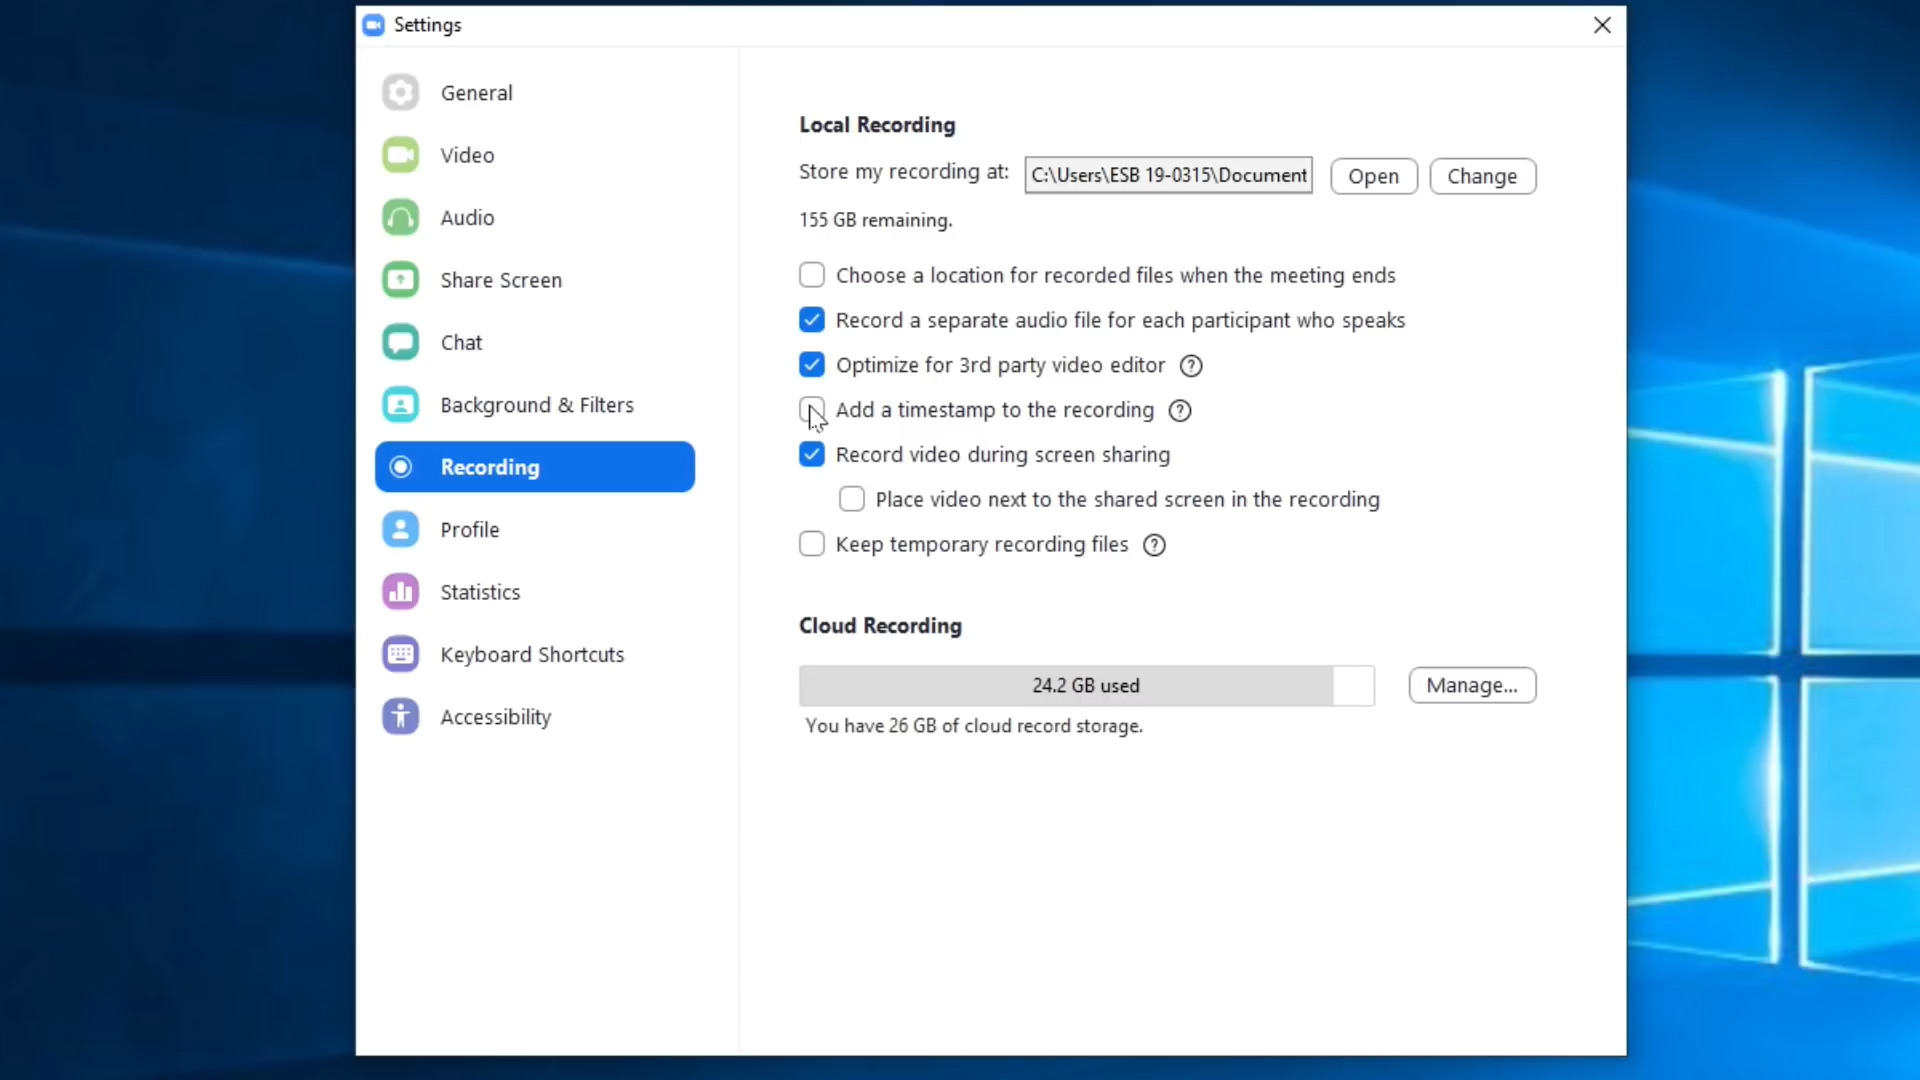 Settings
General
Video
Audio
Share Screen
Chat
Background & Filters
Recording
Profile
Statistics
Keyboard Shortcuts
Accessibility
Local Recording
Store my recording at: C:\Users\ESB 19-0315\Document Open Change
155 GB remaining.
Choose a location for recorded files when the meeting ends
Record a separate audio file for each participant who speaks
Optimize for 3rd party video editor ?
Add a timestamp to the recording ?
Record video during screen sharing
Place video next to the shared screen in the recording
Keep temporary recording files ?
Cloud Recording
24.2 GB used Manage...
You have 26 GB of cloud record storage.